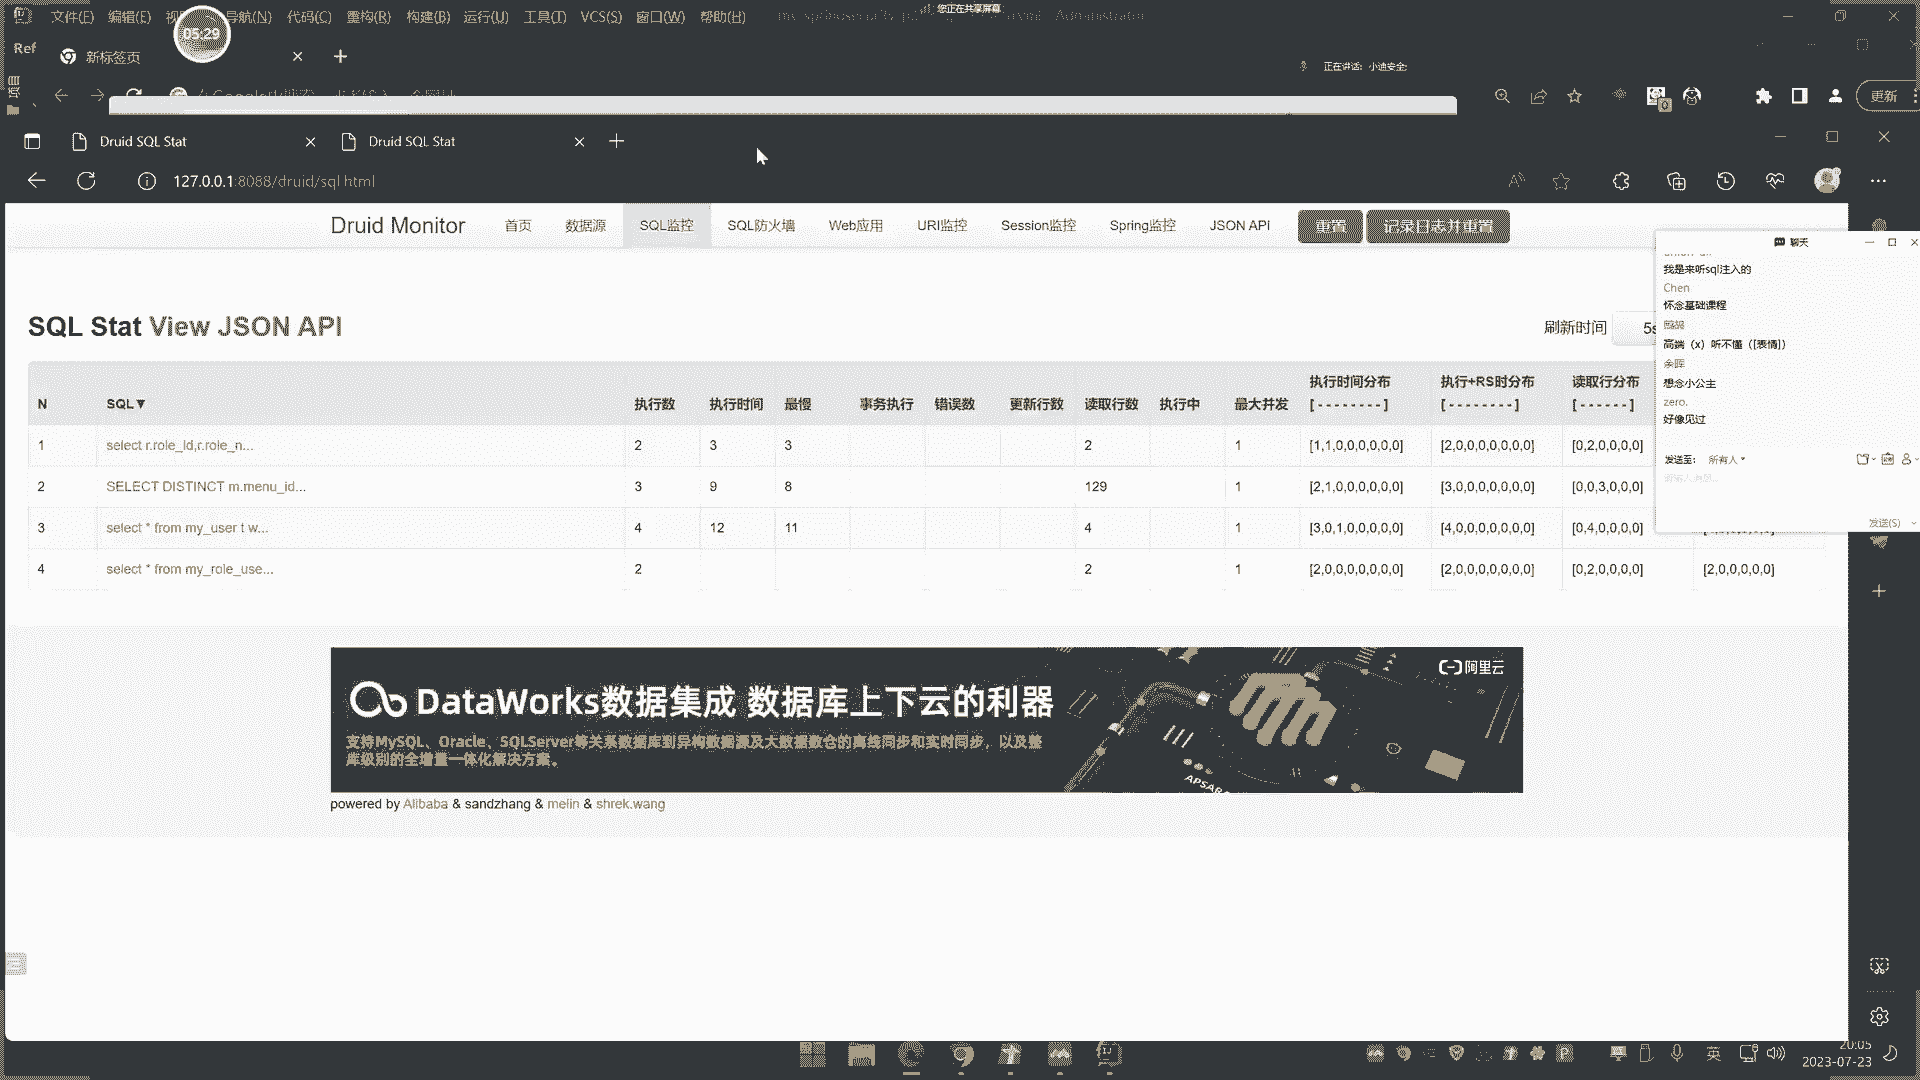 文件(F) 编辑(E) 导航(N) 代码(C) 重构(R) 构建(B) 运行(U) 工具(T) VCS(S) 窗口(W) 帮助(H)
您正在共享屏幕
Administrator
05:29
Ref
新标签页
项目
正在讲话: 小迪安全;
更新
Druid SQL Stat
Druid SQL Stat
127.0.0.1:8088/druid/sql.html
Druid Monitor 首页 数据源 SQL监控 SQL防火墙 Web应用 URI监控 Session监控 Spring监控 JSON API 重置 记录日志并重置
SQL Stat View JSON API
刷新时间 5s
N SQL▼ 执行数 执行时间 最慢 事务执行 错误数 更新行数 读取行数 执行中 最大并发 执行时间分布 [ - - - - - - - - ] 执行+RS时分布 [ - - - - - - - - ] 读取行分布 [ - - - - - - ]
1 select r.role_id,r.role_n... 2 3 3 2 1 [1,1,0,0,0,0,0,0] [2,0,0,0,0,0,0,0] [0,2,0,0,0,0]
2 SELECT DISTINCT m.menu_id... 3 9 8 129 1 [2,1,0,0,0,0,0,0] [3,0,0,0,0,0,0,0] [0,0,3,0,0,0]
3 select * from my_user t w... 4 12 11 4 1 [3,0,1,0,0,0,0,0] [4,0,0,0,0,0,0,0] [0,4,0,0,0,0]
4 select * from my_role_use... 2 2 1 [2,0,0,0,0,0,0,0] [2,0,0,0,0,0,0,0] [0,2,0,0,0,0] [2,0,0,0,0,0]
聊天
我是来听sql注入的
Chen
怀念基础课程
高端（x）听不懂（[表情]）
余晖
想念小公主
zero.
好像见过
发送至: 所有人
发送(S)
DataWorks数据集成 数据库上下云的利器
支持MySQL、Oracle、SQLServer等关系数据库到异构数据源及大数据数仓的离线同步和实时同步，以及整
库级别的全增量一体化解决方案。
阿里云
APSARA
powered by Alibaba & sandzhang & melin & shrek.wang
英
20:05
2023-07-23